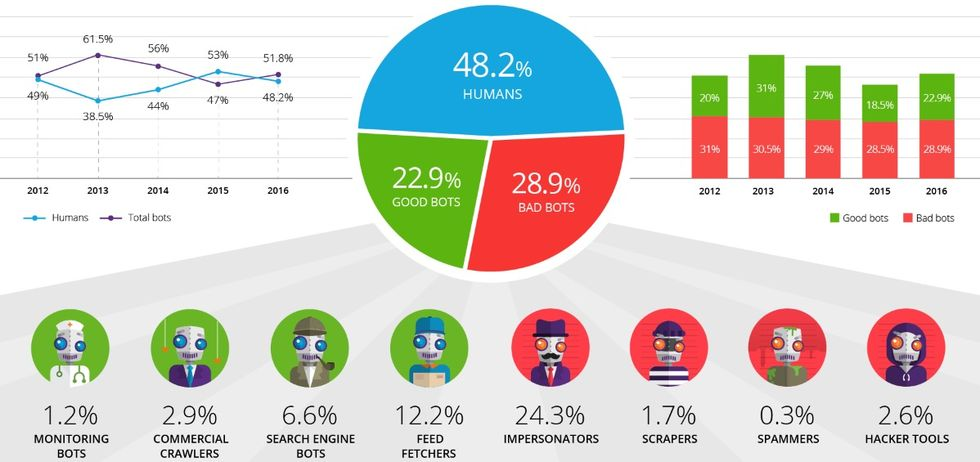 51%
61.5%
56%
53%
51.8%
49%
38.5%
44%
47%
48.2%
2012
2013
2014
2015
2016
Humans
Total bots
48.2%
HUMANS
22.9%
GOOD BOTS
28.9%
BAD BOTS
20%
31%
27%
18.5%
22.9%
31%
30.5%
29%
28.5%
28.9%
2012
2013
2014
2015
2016
Good bots
Bad bots
1.2%
MONITORING
BOTS
2.9%
COMMERCIAL
CRAWLERS
6.6%
SEARCH ENGINE
BOTS
12.2%
FEED
FETCHERS
24.3%
IMPERSONATORS
1.7%
SCRAPERS
0.3%
SPAMMERS
2.6%
HACKER TOOLS